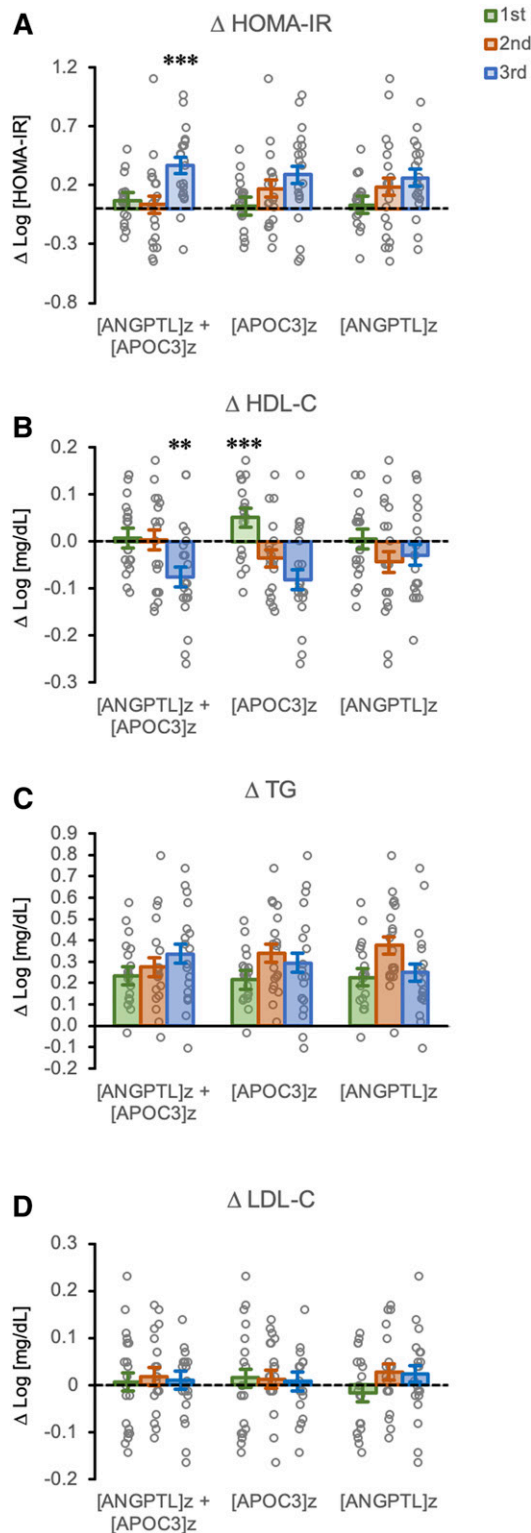 A
Δ HOMA-IR
1st
2nd
3rd
***
1.2
0.7
0.2
-0.3
-0.8
Δ Log [HOMA-IR]
[ANGPTL]z + [APOC3]z [ANGPTL]z
[APOC3]z
B
Δ HDL-C
** ***
0.2
0.1
0.0
-0.1
-0.2
-0.3
Δ Log [mg/dL]
[ANGPTL]z + [APOC3]z [ANGPTL]z
[APOC3]z
C
Δ TG
0.9
0.8
0.7
0.6
0.5
0.4
0.3
0.2
0.1
0.0
-0.1
-0.2
Δ Log [mg/dL]
[ANGPTL]z + [APOC3]z [ANGPTL]z
[APOC3]z
D
Δ LDL-C
0.3
0.2
0.1
0
-0.1
-0.2
Δ Log [mg/dL]
[ANGPTL]z + [APOC3]z [ANGPTL]z
[APOC3]z